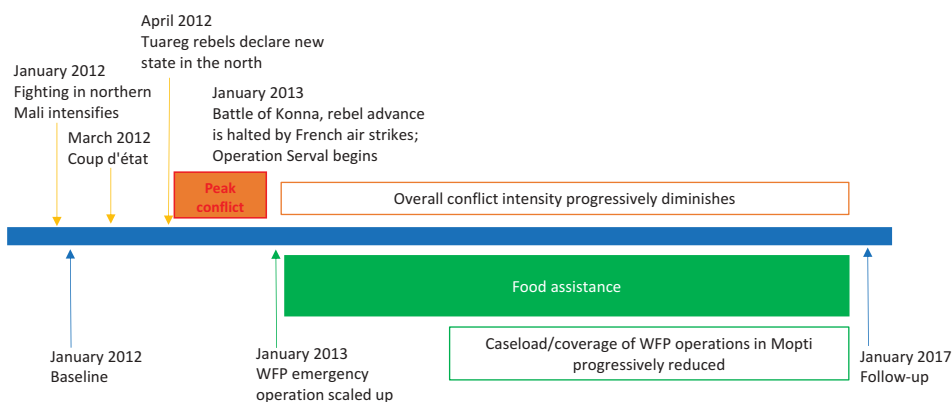 April 2012
Tuareg rebels declare new
state in the north
January 2012
Fighting in northern
Mali intensifies
January 2013
Battle of Konna, rebel advance
is halted by French air strikes;
Operation Serval begins
March 2012
Coup d'état
Peak
conflict
Overall conflict intensity progressively diminishes
Food assistance
Caseload/coverage of WFP operations in Mopti
progressively reduced
January 2012
Baseline
January 2013
WFP emergency
operation scaled up
January 2017
Follow-up